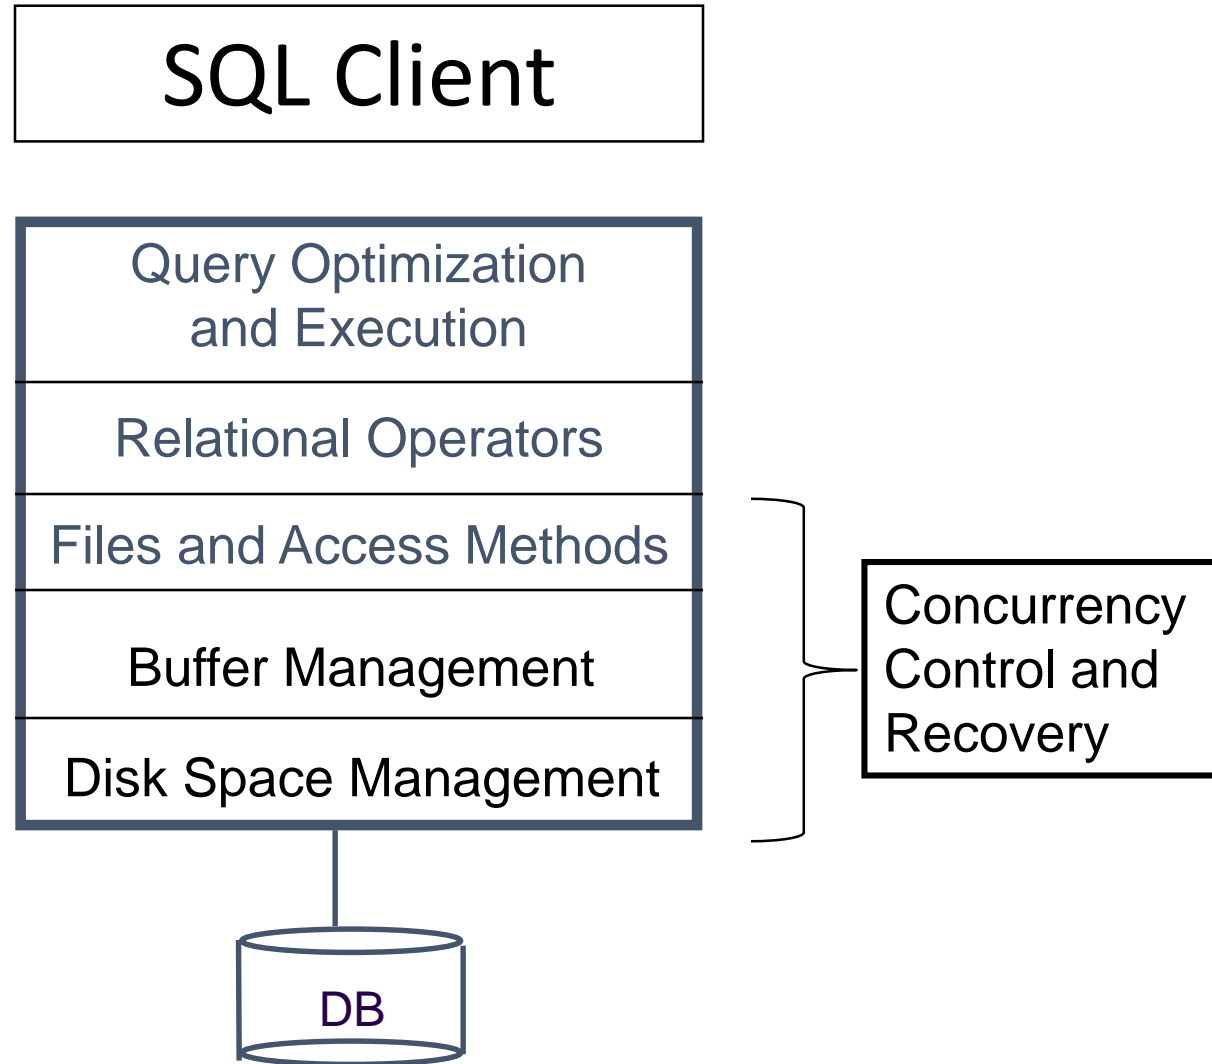 SQL Client
Query Optimization
and Execution
Relational Operators
Files and Access Methods
Buffer Management
Disk Space Management
Concurrency
Control and
Recovery
DB